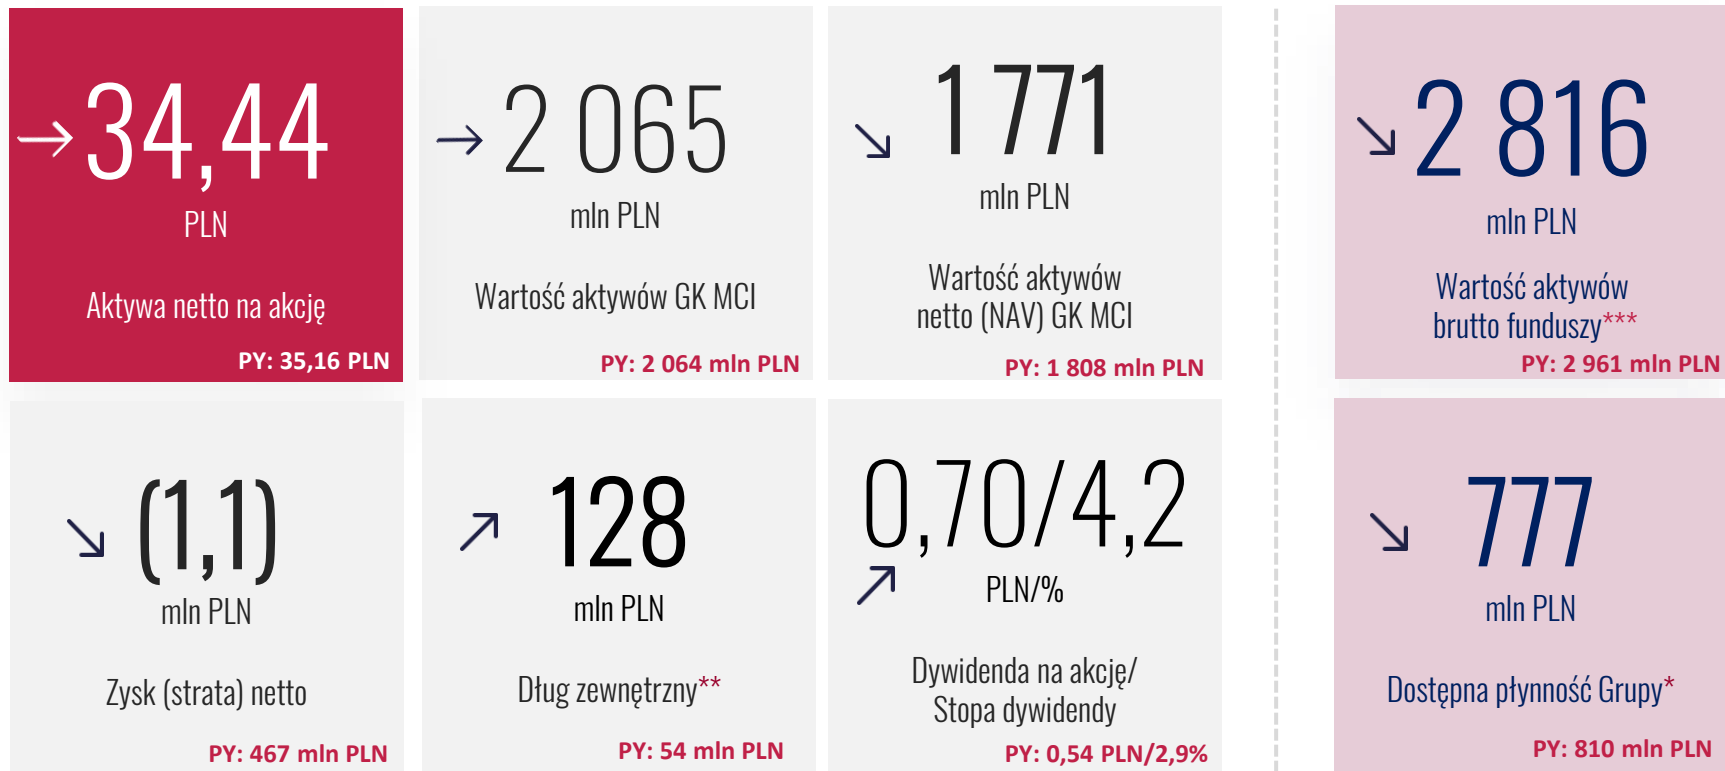 34,44
PLN
Aktywa netto na akcję
PY: 35,16 PLN
2 065
mln PLN
Wartość aktywów GK MCI
PY: 2 064 mln PLN
1 771
mln PLN
Wartość aktywów
netto (NAV) GK MCI
PY: 1 808 mln PLN
2 816
mln PLN
Wartość aktywów
brutto funduszy***
PY: 2 961 mln PLN
(1,1)
mln PLN
Zysk (strata) netto
PY: 467 mln PLN
128
mln PLN
Dług zewnętrzny**
PY: 54 mln PLN
0,70/4,2
PLN/%
Dywidenda na akcję/
Stopa dywidendy
PY: 0,54 PLN/2,9%
777
mln PLN
Dostępna płynność Grupy*
PY: 810 mln PLN